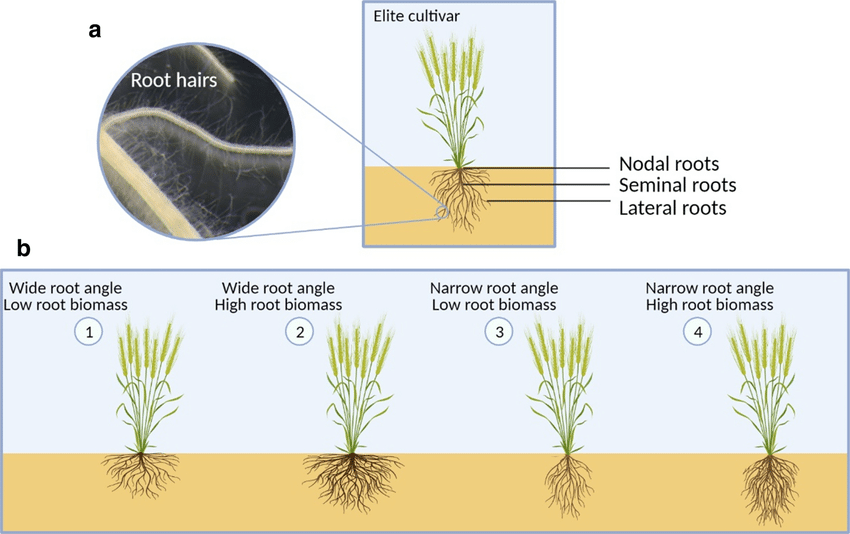 a
Elite cultivar
Root hairs
Nodal roots
Seminal roots
Lateral roots
b
Wide root angle
Low root biomass
1
Wide root angle
High root biomass
2
Narrow root angle
Low root biomass
3
Narrow root angle
High root biomass
4